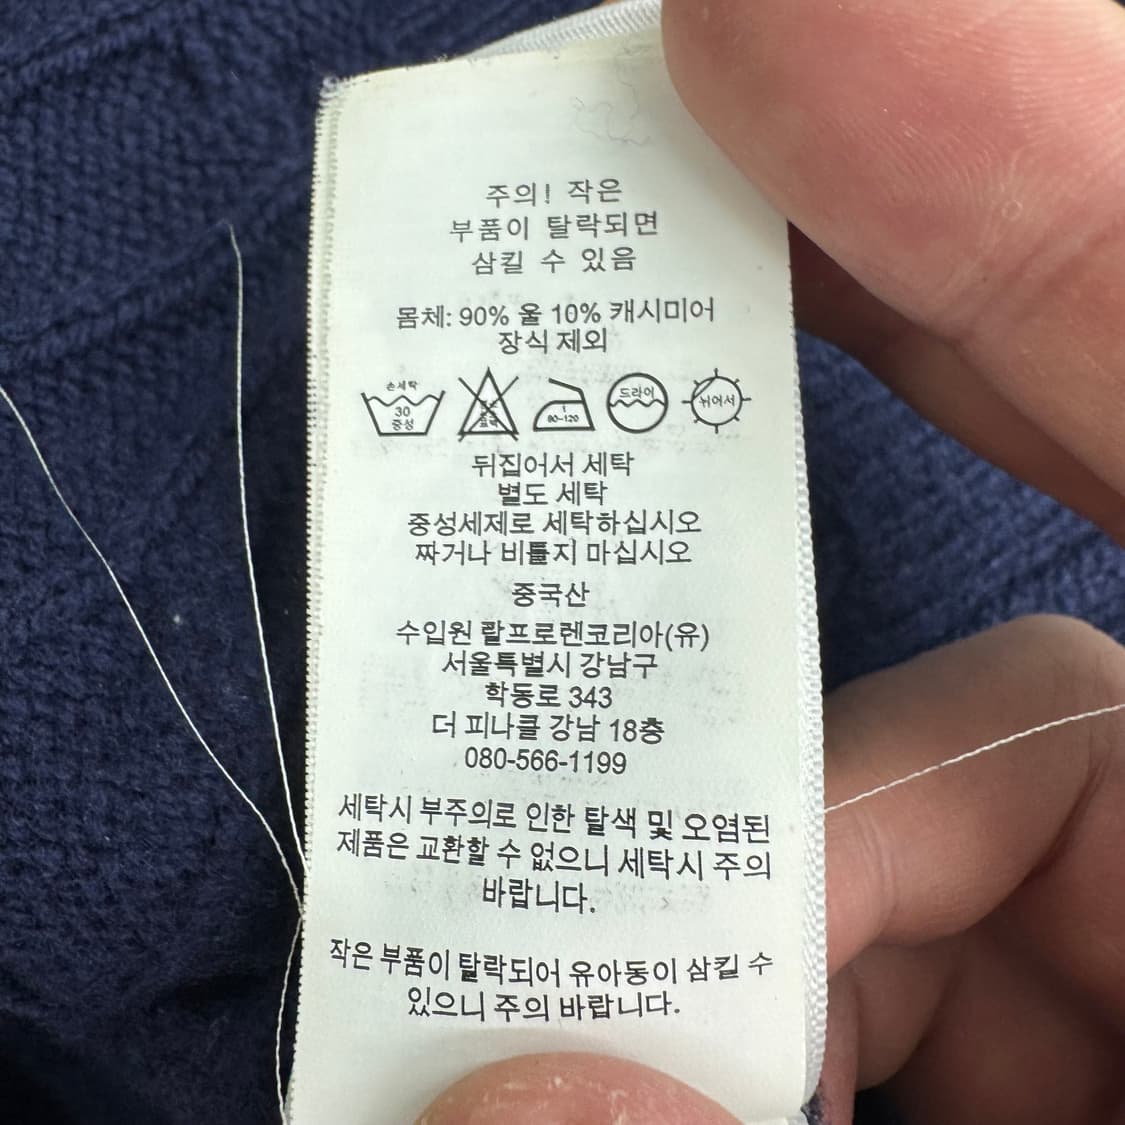 주의! 작은
부품이 탈락되면
삼킬 수 있음
몸체: 90% 울 10% 캐시미어
장식 제외
손세탁
30
중성
80~120
드라이
뉘어서
뒤집어서 세탁
별도 세탁
중성세제로 세탁하십시오
짜거나 비틀지 마십시오
중국산
수입원 랄프로렌코리아(유)
서울특별시 강남구
학동로 343
더 피나클 강남 18층
080-566-1199
세탁시 부주의로 인한 탈색 및 오염된
제품은 교환할 수 없으니 세탁시 주의
바랍니다.
작은 부품이 탈락되어 유아동이 삼킬 수
있으니 주의 바랍니다.